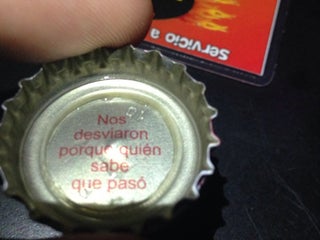 Servicio a
Nos
desviaron
porque quién
sabe
que pasó